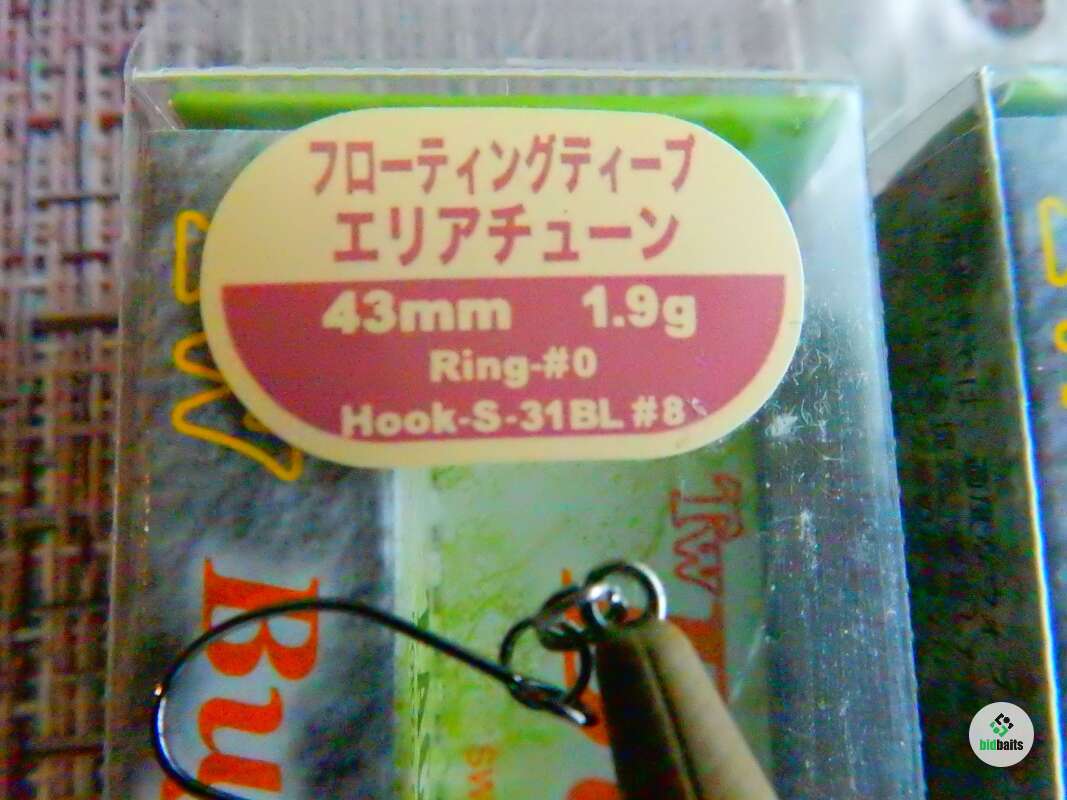 フローティングディープ
エリアチューン
43mm 1.9g
Ring-#0
Hook-S-31BL #8
Bu
bidbaits